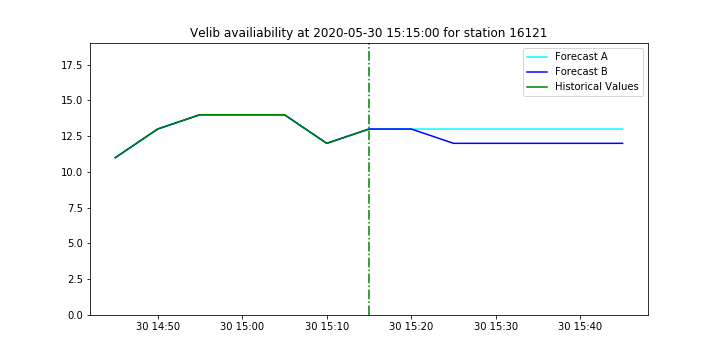 Velib availiability at 2020-05-30 15:15:00 for station 16121
Forecast A
Forecast B
Historical Values
17.5
15.0
12.5
10.0
7.5
5.0
2.5
0.0
30 14:50 30 15:00 30 15:10 30 15:20 30 15:30 30 15:40